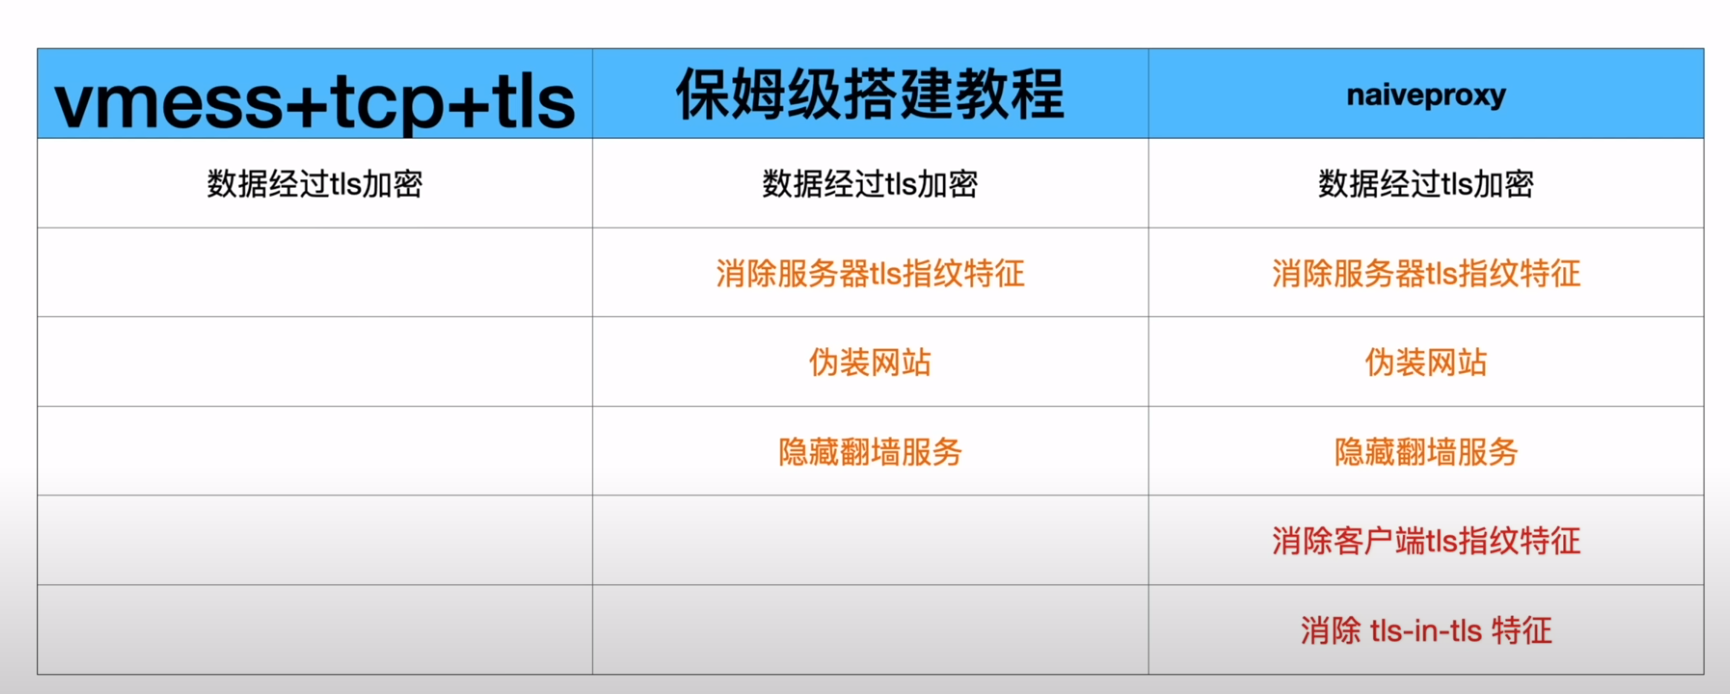 vmess+tcp+tls 保姆级搭建教程 naiveproxy
数据经过tls加密 数据经过tls加密 数据经过tls加密
消除服务器tls指纹特征 消除服务器tls指纹特征
伪装网站 伪装网站
隐藏翻墙服务 隐藏翻墙服务
消除客户端tls指纹特征
消除 tls-in-tls 特征